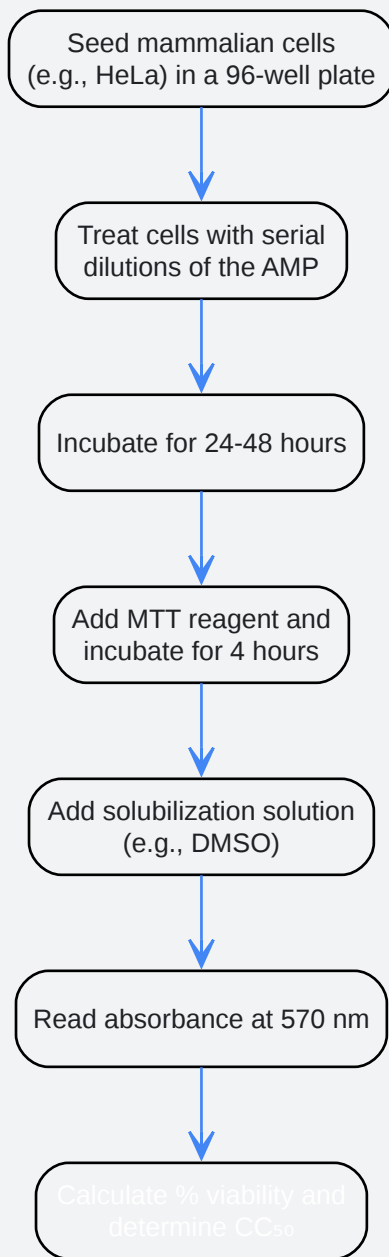 Seed mammalian cells
(e.g., HeLa) in a 96-well plate
Treat cells with serial
dilutions of the AMP
Incubate for 24-48 hours
Add MTT reagent and
incubate for 4 hours
Add solubilization solution
(e.g., DMSO)
Read absorbance at 570 nm
Calculate % viability and
determine CC₅₀